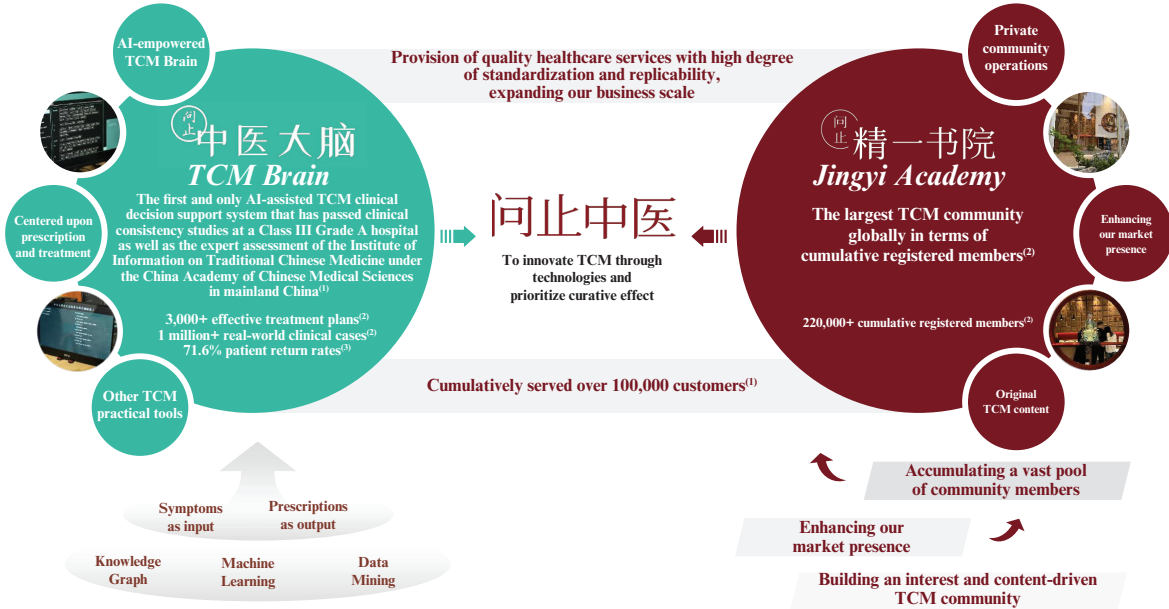 AI-empowered
TCM Brain
Provision of quality healthcare services with high degree
of standardization and replicability,
expanding our business scale
Private
community
operations
问止
中医大脑
TCM Brain
The first and only AI-assisted TCM clinical
decision support system that has passed clinical
consistency studies at a Class III Grade A hospital
as well as the expert assessment of the Institute of
Information on Traditional Chinese Medicine under
the China Academy of Chinese Medical Sciences
in mainland China(1)
3,000+ effective treatment plans(2)
1 million+ real-world clinical cases(2)
71.6% patient return rates(3)
Centered upon
prescription
and treatment
Other TCM
practical tools
问止中医
To innovate TCM through
technologies and
prioritize curative effect
问止
精一书院
Jingyi Academy
The largest TCM community
globally in terms of
cumulative registered members(2)
220,000+ cumulative registered members(2)
Enhancing
our market
presence
Original
TCM content
Cumulatively served over 100,000 customers(1)
Symptoms
as input
Prescriptions
as output
Knowledge
Graph
Machine
Learning
Data
Mining
Accumulating a vast pool
of community members
Enhancing our
market presence
Building an interest and content-driven
TCM community